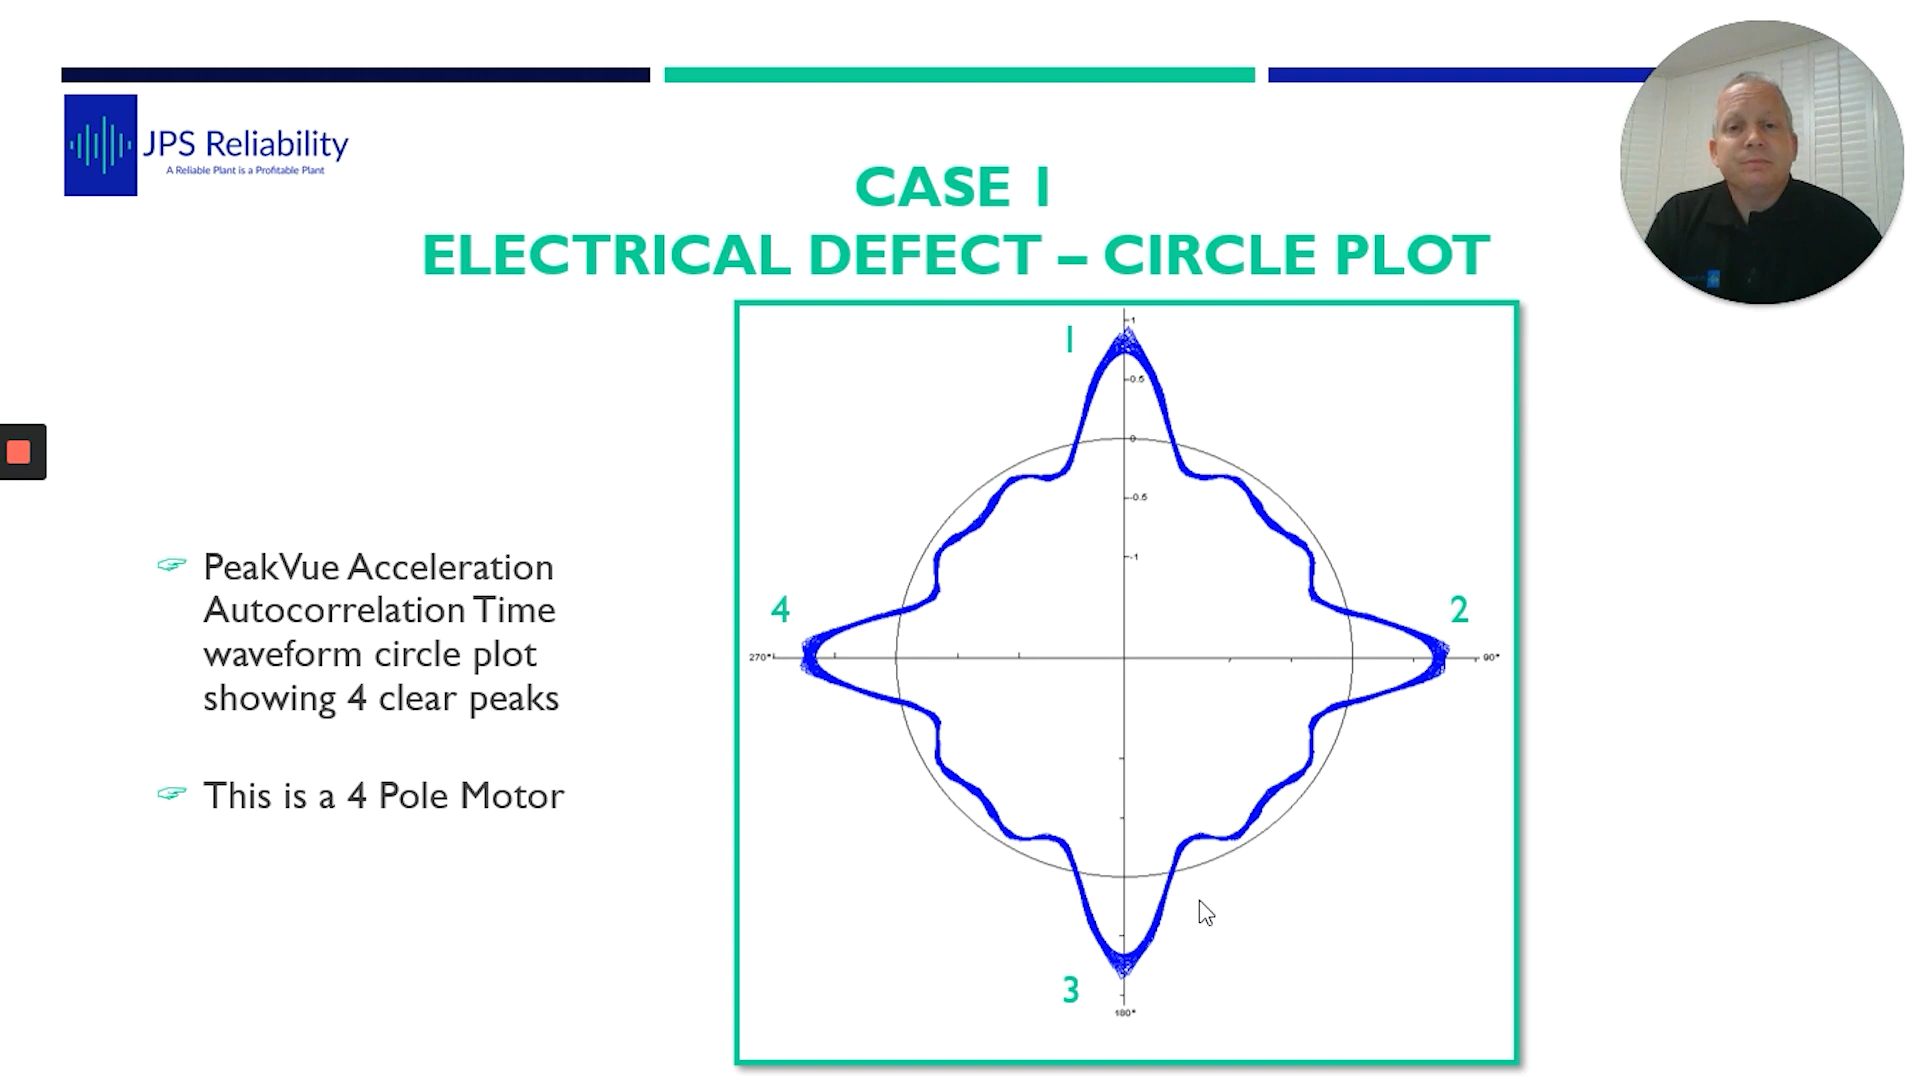 JPS Reliability
A Reliable Plant is a Profitable Plant
CASE 1
ELECTRICAL DEFECT – CIRCLE PLOT
PeakVue Acceleration
Autocorrelation Time
waveform circle plot
showing 4 clear peaks
This is a 4 Pole Motor
1
1
0.5
0
-0.5
-1
4
2
270°
90°
3
180°